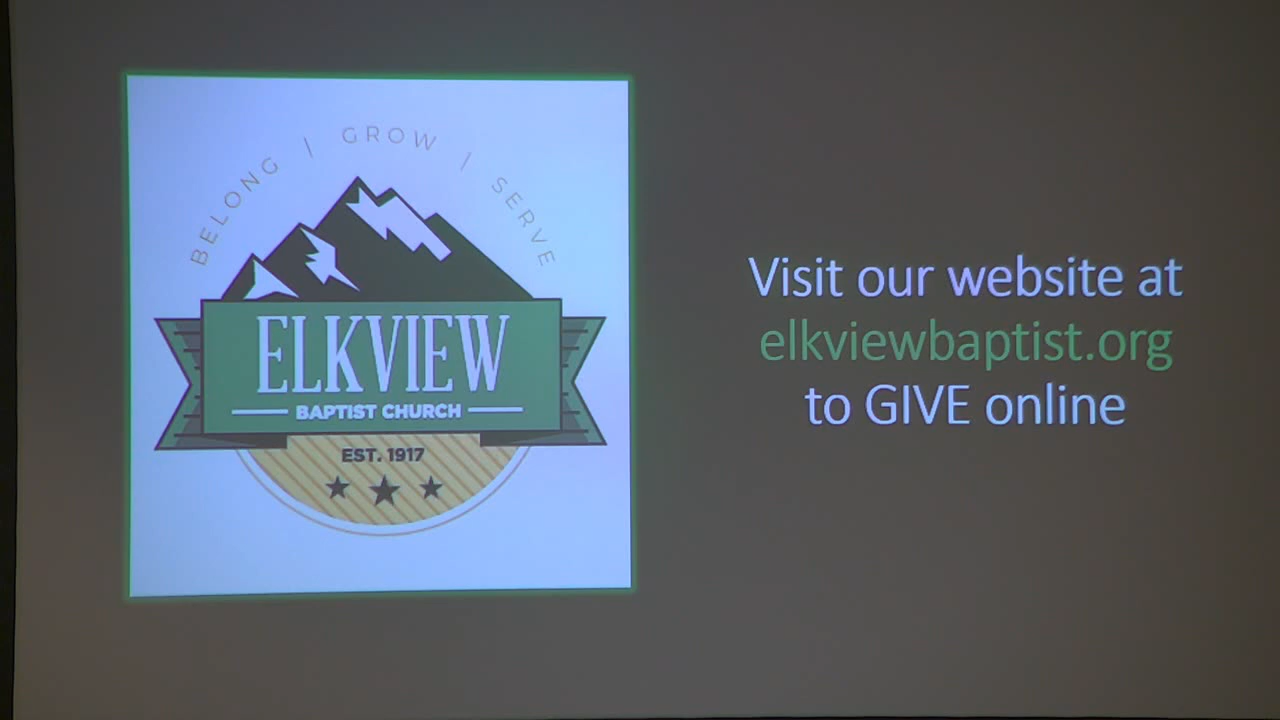 BELONG | GROW | SERVE
ELKVIEW
BAPTIST CHURCH
EST. 1917
Visit our website at
elkviewbaptist.org
to GIVE online